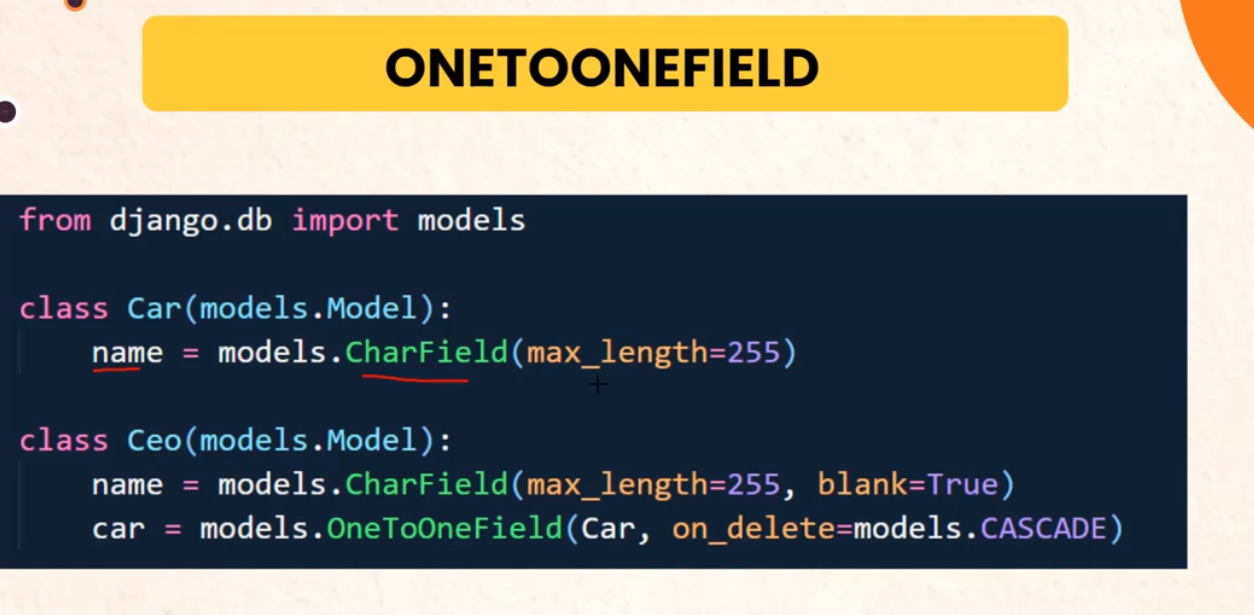 ONETOONEFIELD
from django.db import models
class Car(models.Model):
name = models.CharField(max_length=255)
class Ceo(models.Model):
name = models.CharField(max_length=255, blank=True)
car = models.OneToOneField(Car, on_delete=models.CASCADE)